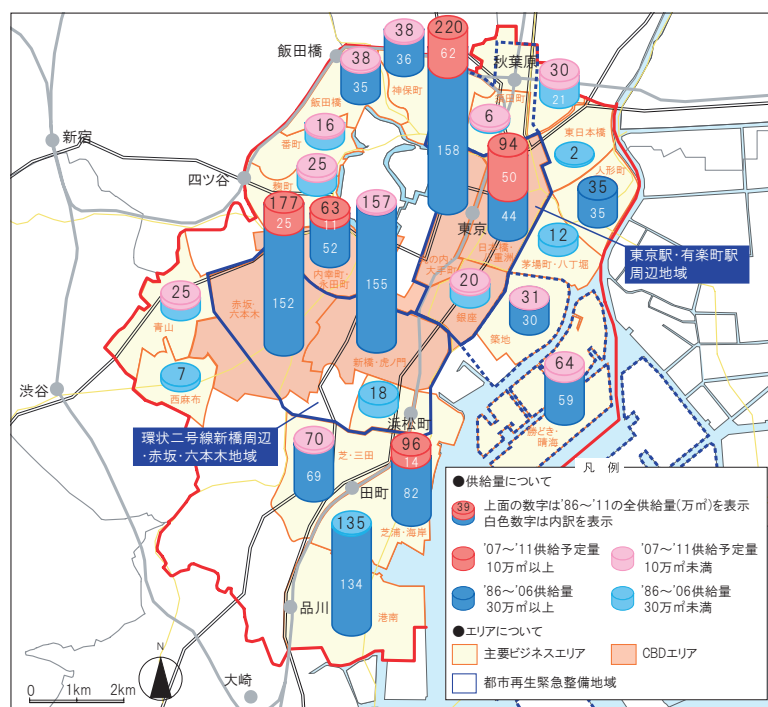 飯田橋
38
36
神保町
38
35
飯田橋
220
62
158
秋葉原
30
21
6
東日本橋
2
人形町
35
35
新宿
16
番町
25
麹町
四ツ谷
94
50
44
東京
日本橋・
八重洲
大手町
12
茅場町・八丁堀
東京駅・有楽町駅
周辺地域
177
25
152
赤坂・
六本木
63
11
52
内幸町・
永田町
157
155
新橋・虎ノ門
20
銀座
31
30
築地
25
青山
7
西麻布
渋谷
64
59
勝どき・
晴海
18
浜松町
環状二号線新橋周辺
・赤坂・六本木地域
70
69
芝・三田
96
14
82
芝浦・海岸
田町
135
134
港南
品川
大崎
N
0 1km 2km
凡 例
●供給量について
39
上面の数字は'86～'11の全供給量(万㎡)を表示
白色数字は内訳を表示
'07～'11供給予定量
10万㎡以上
'07～'11供給予定量
10万㎡未満
'86～'06供給量
30万㎡以上
'86～'06供給量
30万㎡未満
●エリアについて
主要ビジネスエリア
CBDエリア
都市再生緊急整備地域